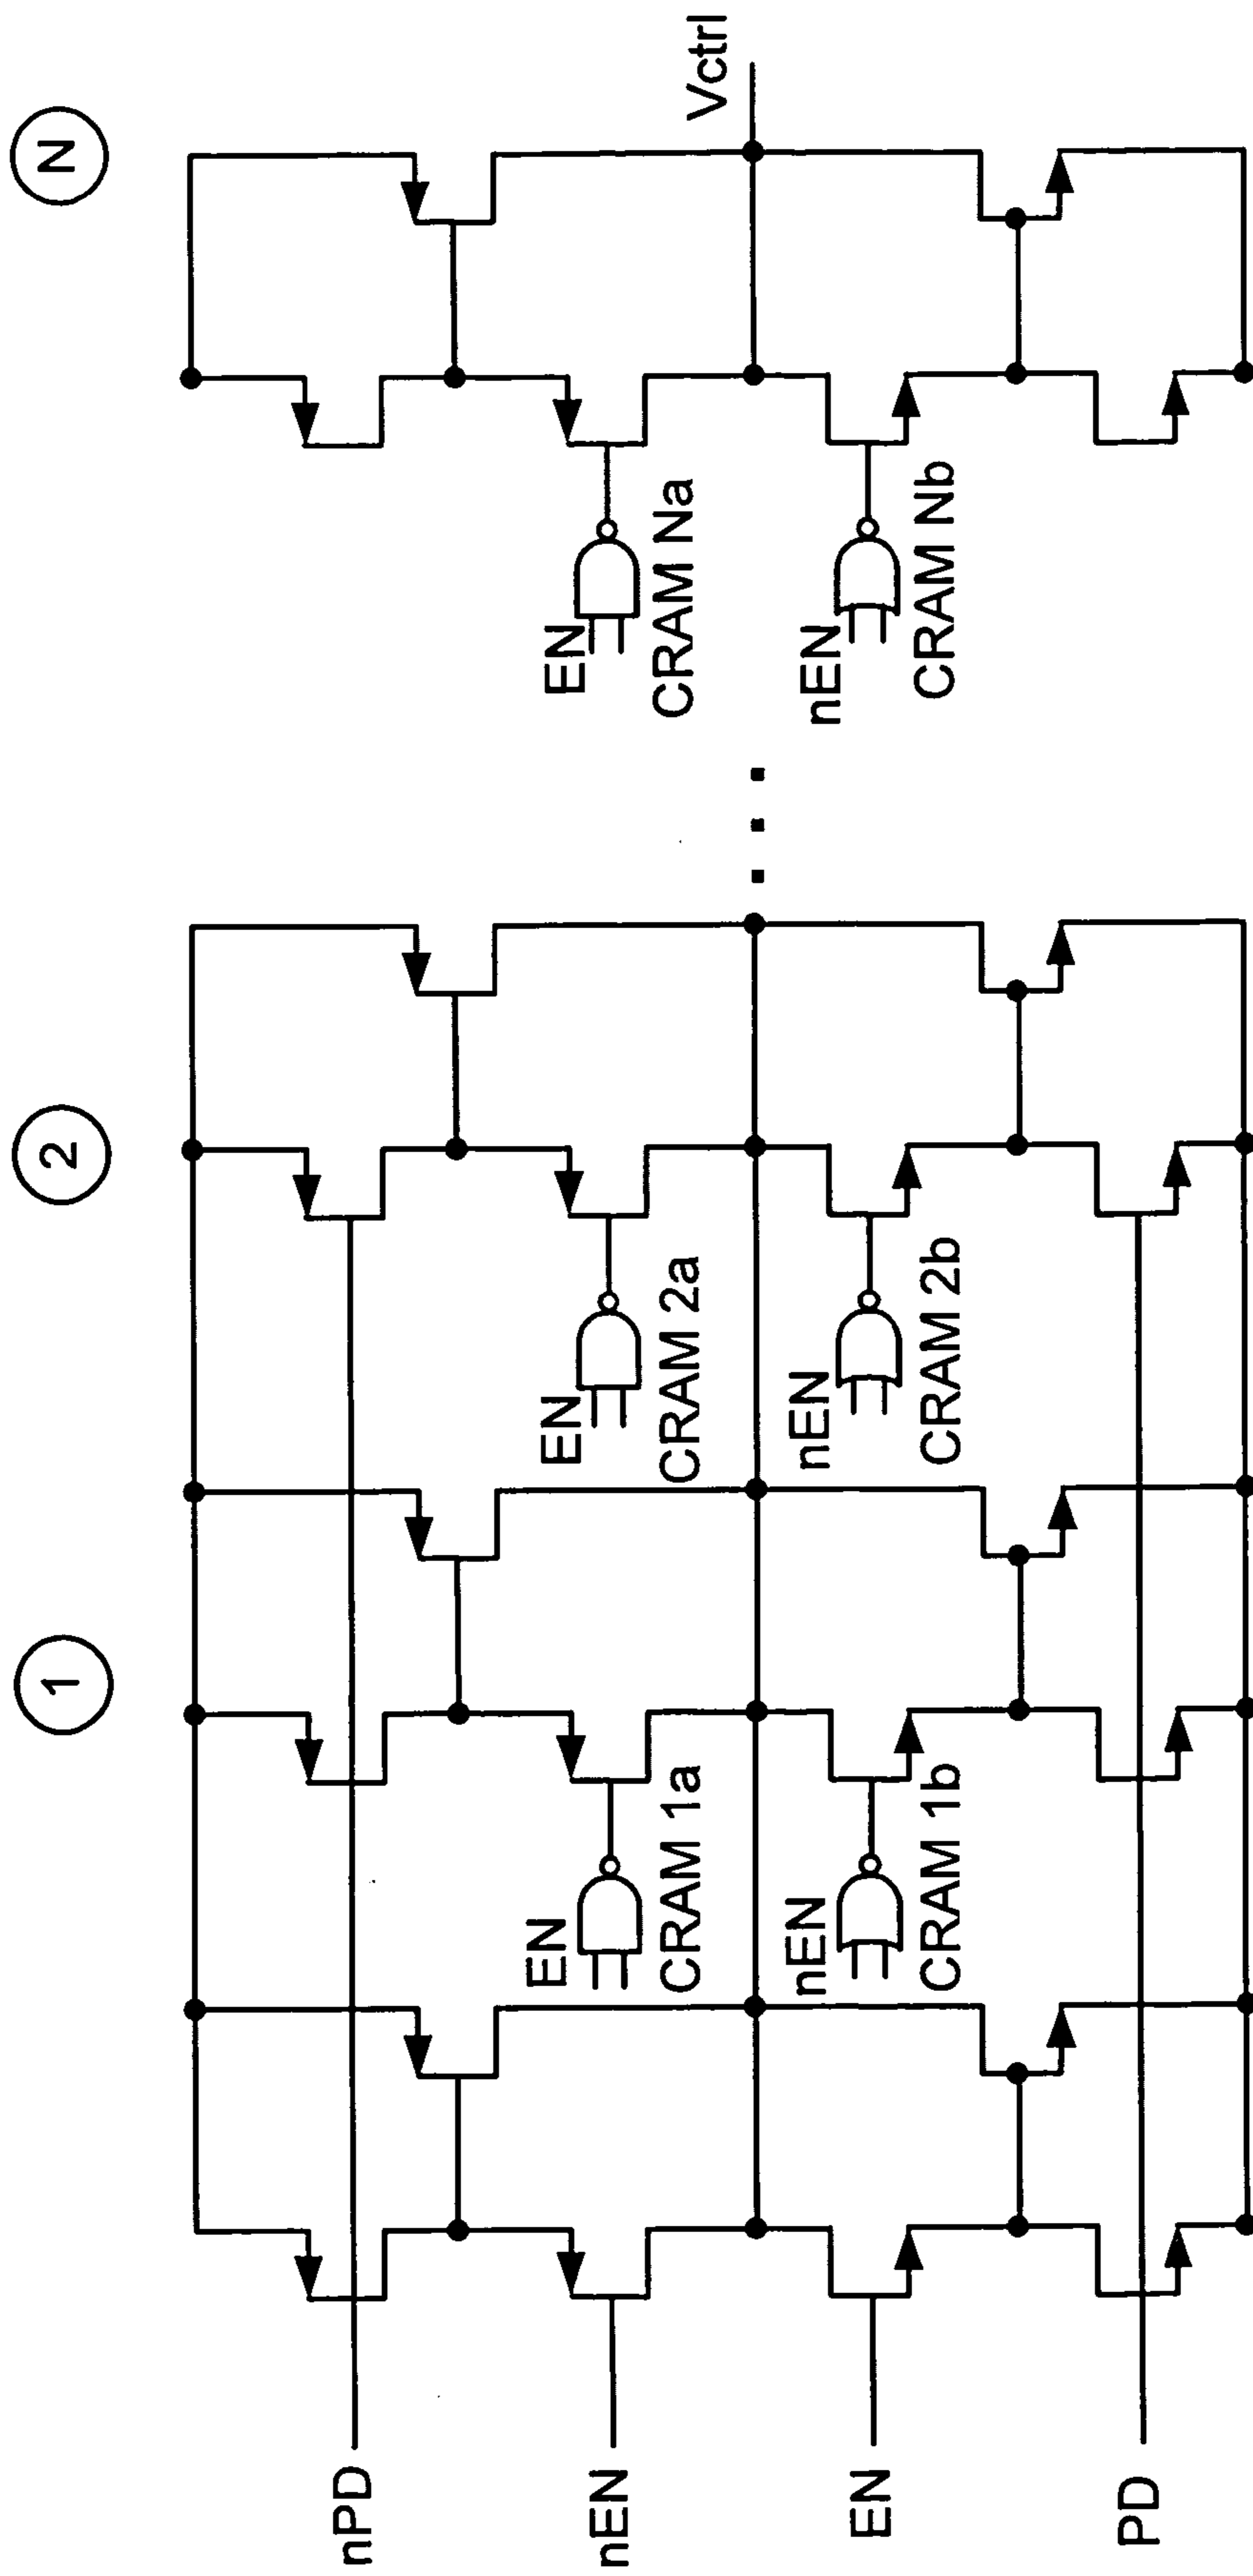 1
2
N
nPD
nEN
EN
PD
EN
CRAM 1a
nEN
CRAM 1b
EN
CRAM 2a
nEN
CRAM 2b
EN
CRAM Na
nEN
CRAM Nb
Vctrl